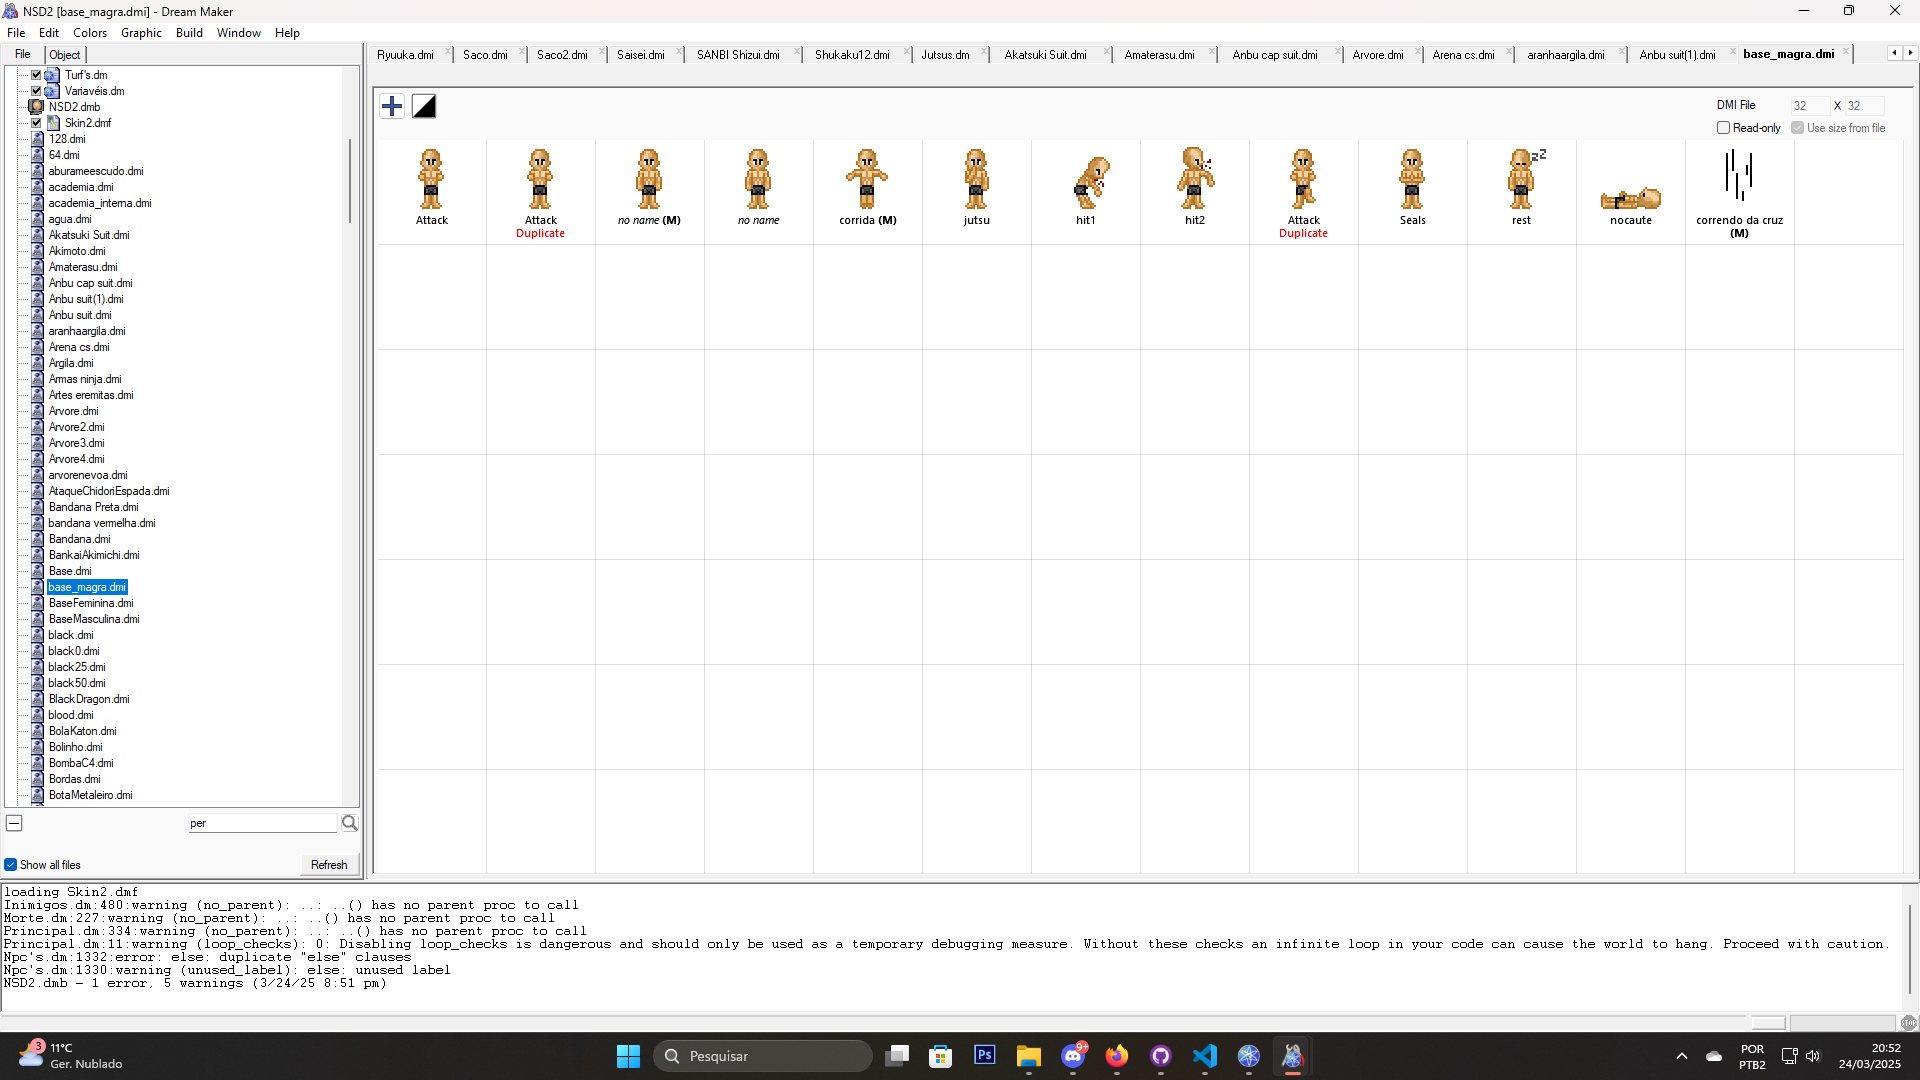 NSD2 [base_magra.dmi] - Dream Maker
File Edit Colors Graphic Build Window Help
File Object
Ryuuka.dmi Saco.dmi Saco2.dmi Saisei.dmi SANBI Shizui.dmi Shukaku12.dmi Jutsus.dm Akatsuki Suit.dmi Amaterasu.dmi Anbu cap suit.dmi Arvore.dmi Arena cs.dmi aranhaargila.dmi Anbu suit(1).dmi base_magra.dmi
Turf's.dm
Variavéis.dm
NSD2.dmb
Skin2.dmf
128.dmi
64.dmi
aburameescudo.dmi
academia.dmi
academia_interna.dmi
agua.dmi
Akatsuki Suit.dmi
Akimoto.dmi
Amaterasu.dmi
Anbu cap suit.dmi
Anbu suit(1).dmi
Anbu suit.dmi
aranhaargila.dmi
Arena cs.dmi
Argila.dmi
Armas ninja.dmi
Artes eremitas.dmi
Arvore.dmi
Arvore2.dmi
Arvore3.dmi
Arvore4.dmi
arvorenevoa.dmi
AtaqueChidoriEspada.dmi
Bandana Preta.dmi
bandana vermelha.dmi
Bandana.dmi
BankaiAkimichi.dmi
Base.dmi
base_magra.dmi
BaseFeminina.dmi
BaseMasculina.dmi
black.dmi
black0.dmi
black25.dmi
black50.dmi
BlackDragon.dmi
blood.dmi
BolaKaton.dmi
Bolinho.dmi
BombaC4.dmi
Bordas.dmi
BotaMetaleiro.dmi
per
Show all files Refresh
DMI File 32 X 32
Read-only Use size from file
zZ
Attack Attack no name (M) no name corrida (M) jutsu hit1 hit2 Attack Seals rest nocaute correndo da cruz
Duplicate Duplicate (M)
loading Skin2.dmf
Inimigos.dm:480:warning (no_parent): ..: ..() has no parent proc to call
Morte.dm:227:warning (no_parent): ..: ..() has no parent proc to call
Principal.dm:334:warning (no_parent): ..: ..() has no parent proc to call
Principal.dm:11:warning (loop_checks): 0: Disabling loop_checks is dangerous and should only be used as a temporary debugging measure. Without these checks an infinite loop in your code can cause the world to hang. Proceed with caution.
Npc's.dm:1332:error: else: duplicate "else" clauses
Npc's.dm:1330:warning (unused_label): else: unused label
NSD2.dmb - 1 error, 5 warnings (3/24/25 8:51 pm)
STOP
3
11°C
Ger. Nublado
Pesquisar
Ps
9+
POR
PTB2
20:52
24/03/2025